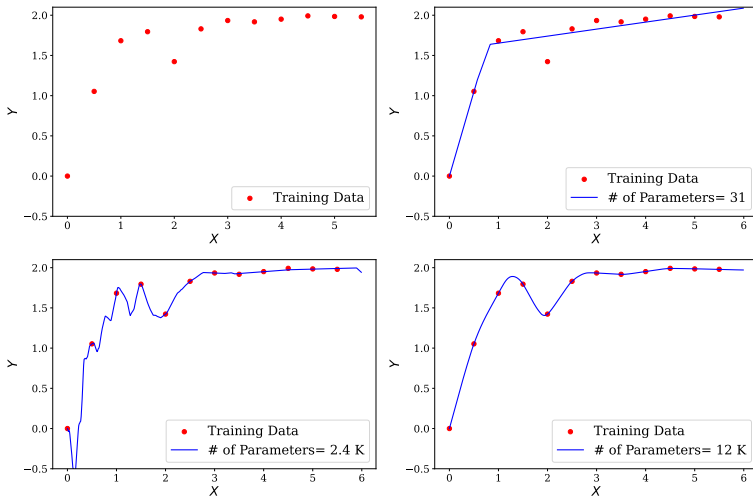 2.0
1.5
1.0
0.5
0.0
−0.5
Y
0 1 2 3 4 5
X
Training Data
2.0
1.5
1.0
0.5
0.0
−0.5
Y
0 1 2 3 4 5 6
X
Training Data
# of Parameters= 31
2.0
1.5
1.0
0.5
0.0
−0.5
Y
0 1 2 3 4 5 6
X
Training Data
# of Parameters= 2.4 K
2.0
1.5
1.0
0.5
0.0
−0.5
Y
0 1 2 3 4 5 6
X
Training Data
# of Parameters= 12 K